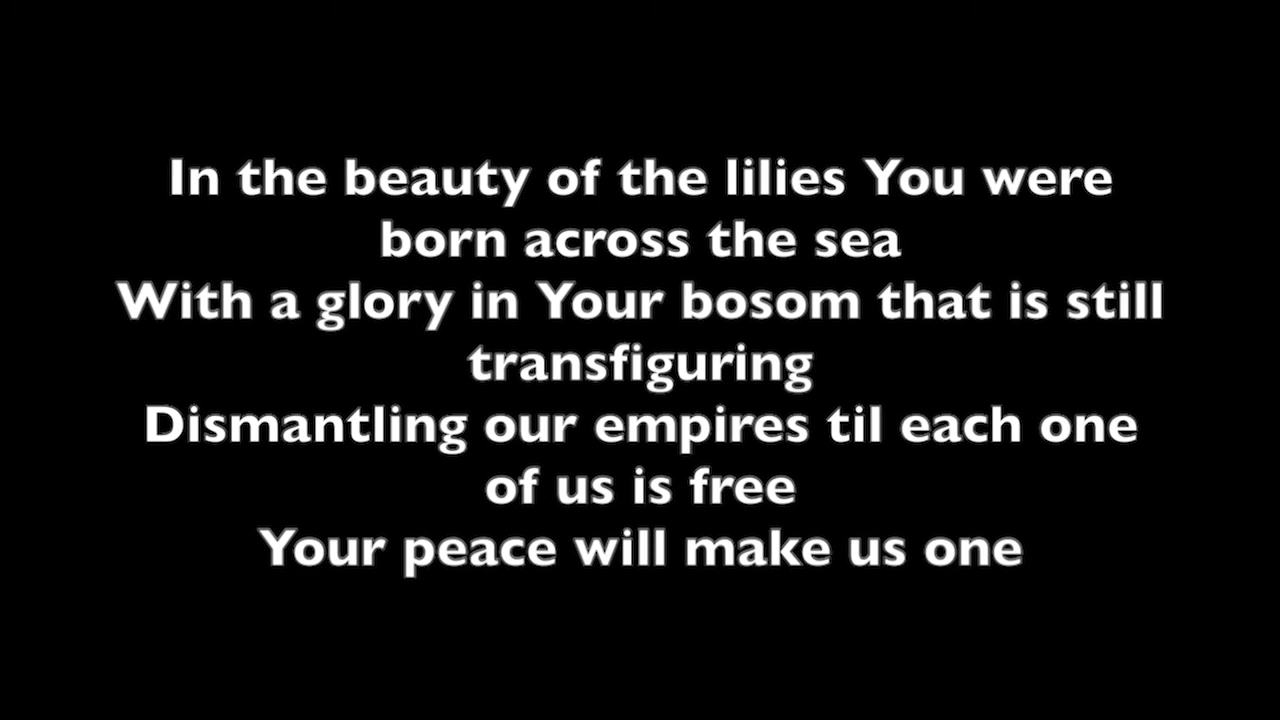 In the beauty of the lilies You were
born across the sea
With a glory in Your bosom that is still
transfiguring
Dismantling our empires til each one
of us is free
Your peace will make us one